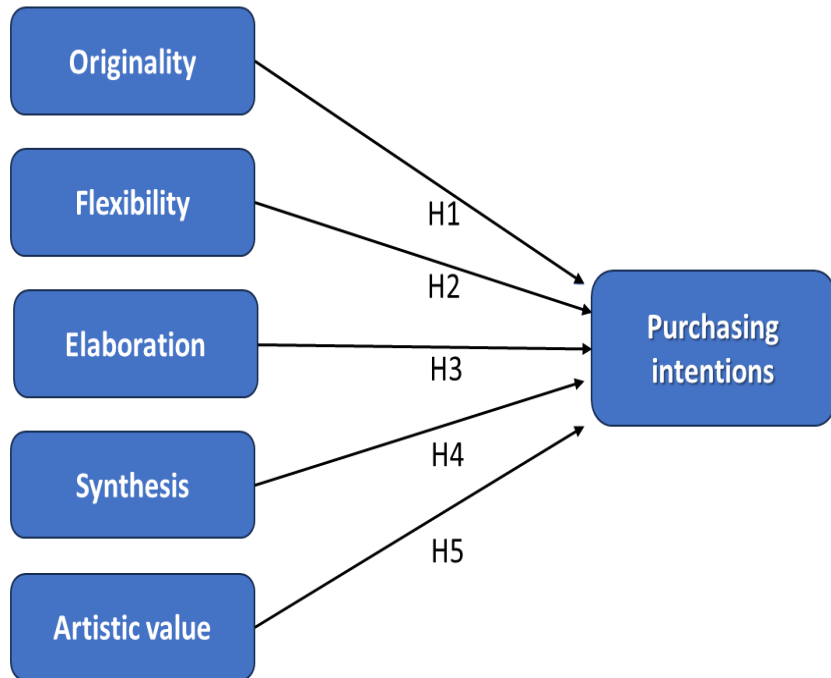 Originality
Flexibility
H1
H2
Elaboration
Purchasing
intentions
H3
Synthesis
H4
H5
Artistic value